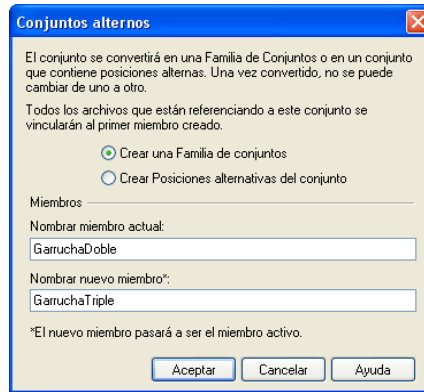 Conjuntos alternos
El conjunto se convertirá en una Familia de Conjuntos o en un conjunto
que contiene posiciones alternas. Una vez convertido, no se puede
cambiar de uno a otro.
Todos los archivos que están referenciando a este conjunto se
vincularán al primer miembro creado.
Crear una Familia de conjuntos
Crear Posiciones alternativas del conjunto
Miembros
Nombrar miembro actual:
GarruchaDoble
Nombrar nuevo miembro*:
GarruchaTriple
*El nuevo miembro pasará a ser el miembro activo.
Aceptar Cancelar Ayuda